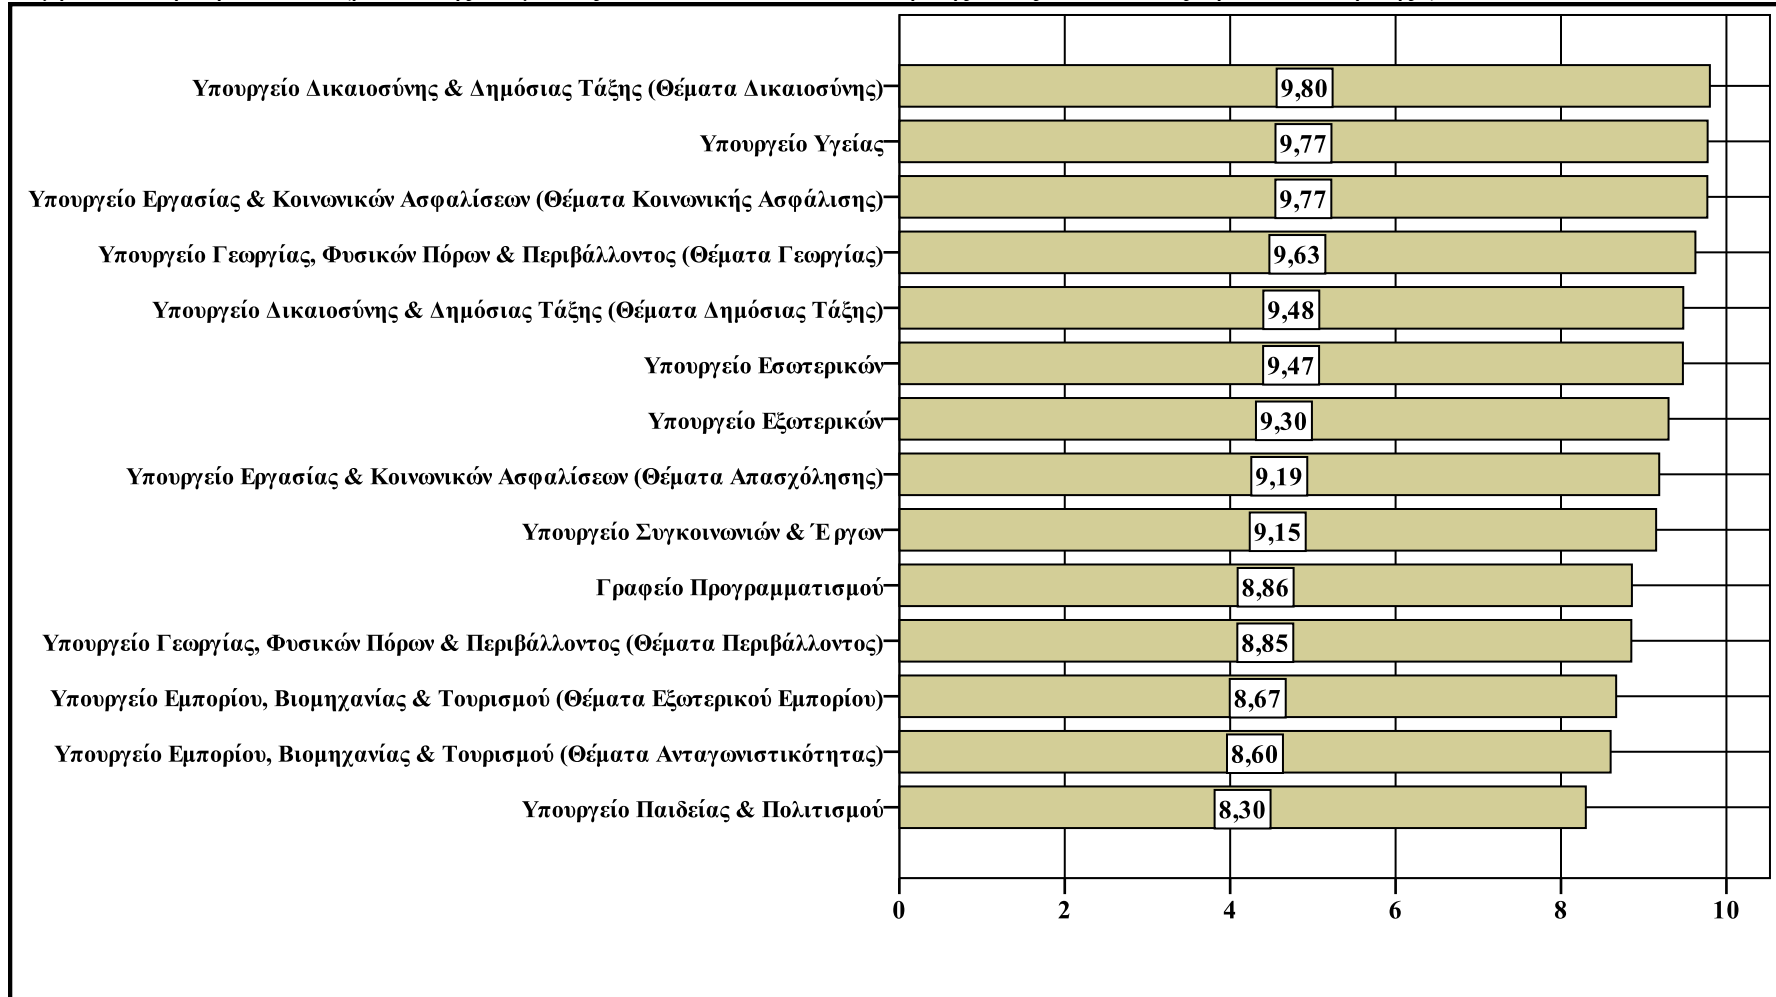 Υπουργείο Δικαιοσύνης & Δημόσιας Τάξης (Θέματα Δικαιοσύνης) 9,80
Υπουργείο Υγείας 9,77
Υπουργείο Εργασίας & Κοινωνικών Ασφαλίσεων (Θέματα Κοινωνικής Ασφάλισης) 9,77
Υπουργείο Γεωργίας, Φυσικών Πόρων & Περιβάλλοντος (Θέματα Γεωργίας) 9,63
Υπουργείο Δικαιοσύνης & Δημόσιας Τάξης (Θέματα Δημόσιας Τάξης) 9,48
Υπουργείο Εσωτερικών 9,47
Υπουργείο Εξωτερικών 9,30
Υπουργείο Εργασίας & Κοινωνικών Ασφαλίσεων (Θέματα Απασχόλησης) 9,19
Υπουργείο Συγκοινωνιών & Έργων 9,15
Γραφείο Προγραμματισμού 8,86
Υπουργείο Γεωργίας, Φυσικών Πόρων & Περιβάλλοντος (Θέματα Περιβάλλοντος) 8,85
Υπουργείο Εμπορίου, Βιομηχανίας & Τουρισμού (Θέματα Εξωτερικού Εμπορίου) 8,67
Υπουργείο Εμπορίου, Βιομηχανίας & Τουρισμού (Θέματα Ανταγωνιστικότητας) 8,60
Υπουργείο Παιδείας & Πολιτισμού 8,30
0 2 4 6 8 10